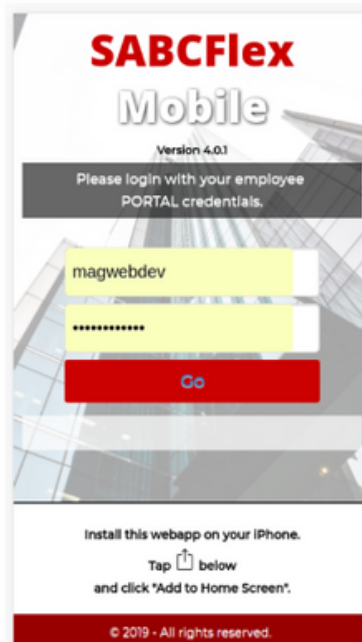 SABCFlex
Mobile
Version 4.0.1
Please login with your employee
PORTAL credentials.
magwebdev
••••••••••••
Go
Install this webapp on your iPhone.
Tap below
and click "Add to Home Screen".
© 2019 - All rights reserved.